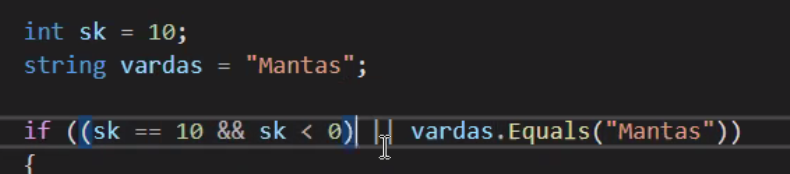 int sk = 10;
string vardas = "Mantas";
if ((sk == 10 && sk < 0) || vardas.Equals("Mantas"))
{